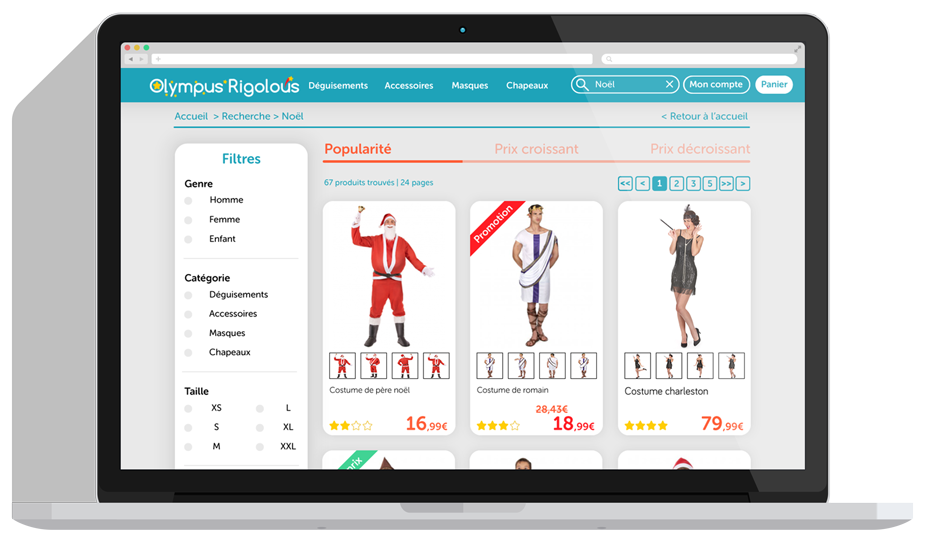 Olympus Rigolous Déguisements Accessoires Masques Chapeaux Noël Mon compte Panier
Accueil > Recherche > Noël < Retour à l'accueil
Filtres
Genre
Homme
Femme
Enfant
Catégorie
Déguisements
Accessoires
Masques
Chapeaux
Taille
XS L
S XL
M XXL
Popularité Prix croissant Prix décroissant
67 produits trouvés | 24 pages << < 1 2 3 5 >> >
Promotion
Costume de père noël
16,99€
Costume de romain
28,43€
18,99€
Costume charleston
79,99€